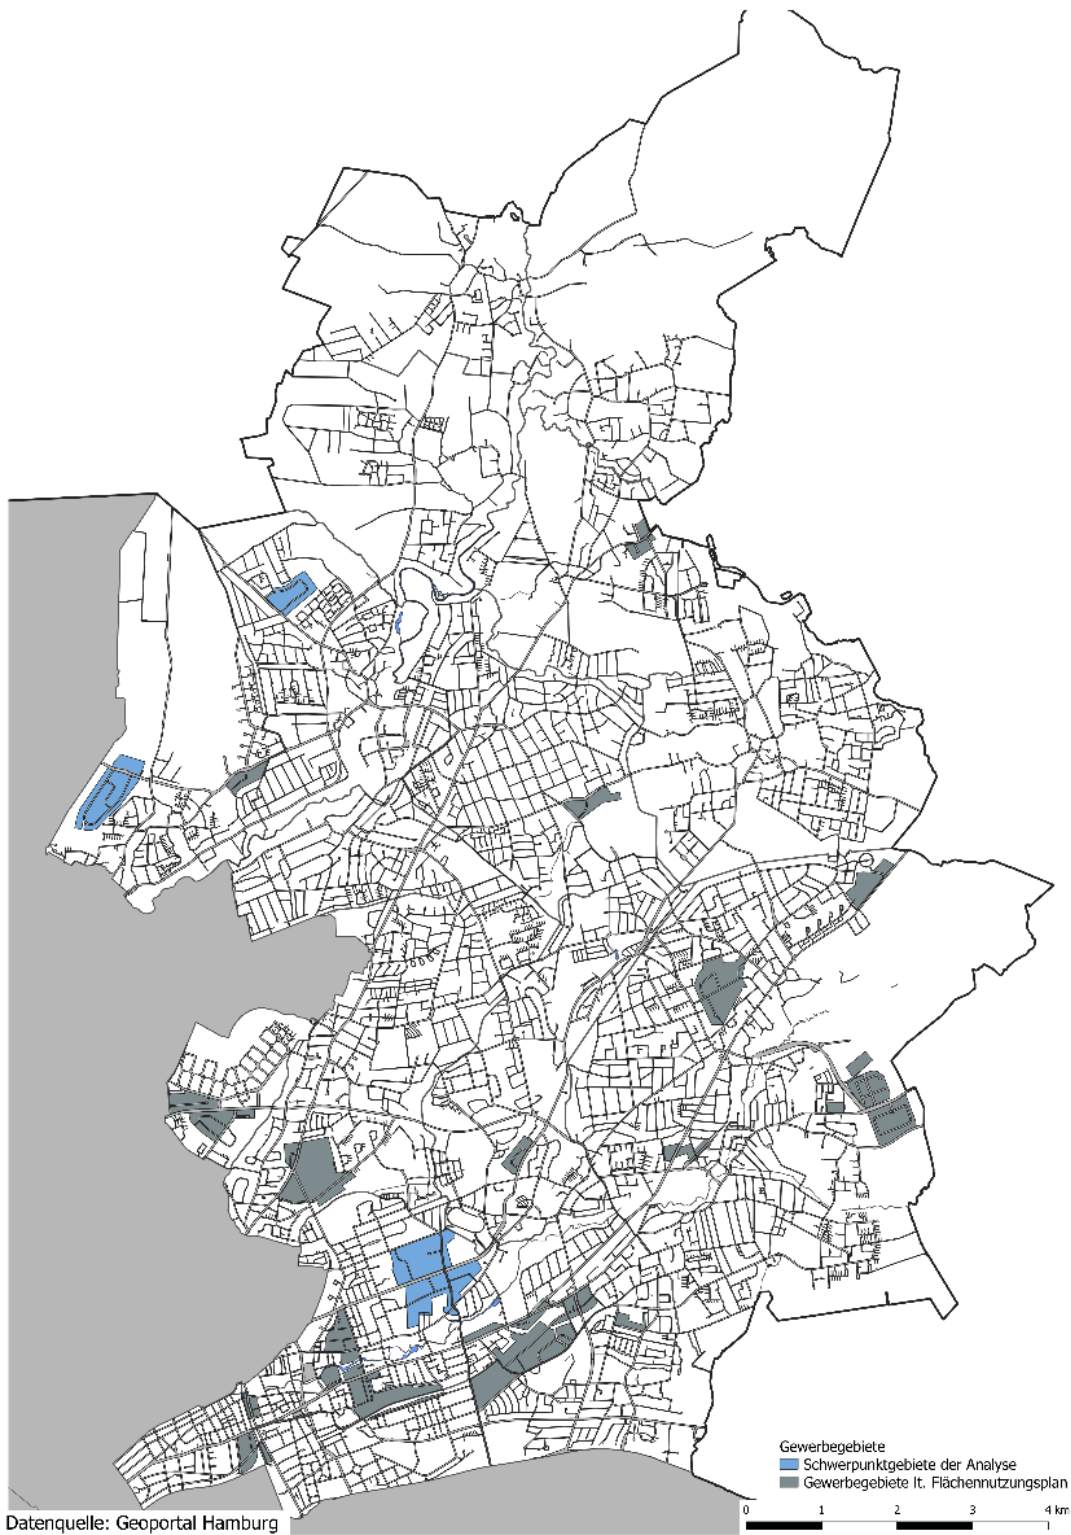 Gewerbegebiete
Schwerpunktgebiete der Analyse
Gewerbegebiete lt. Flächennutzungsplan
0 1 2 3 4 km
Datenquelle: Geoportal Hamburg